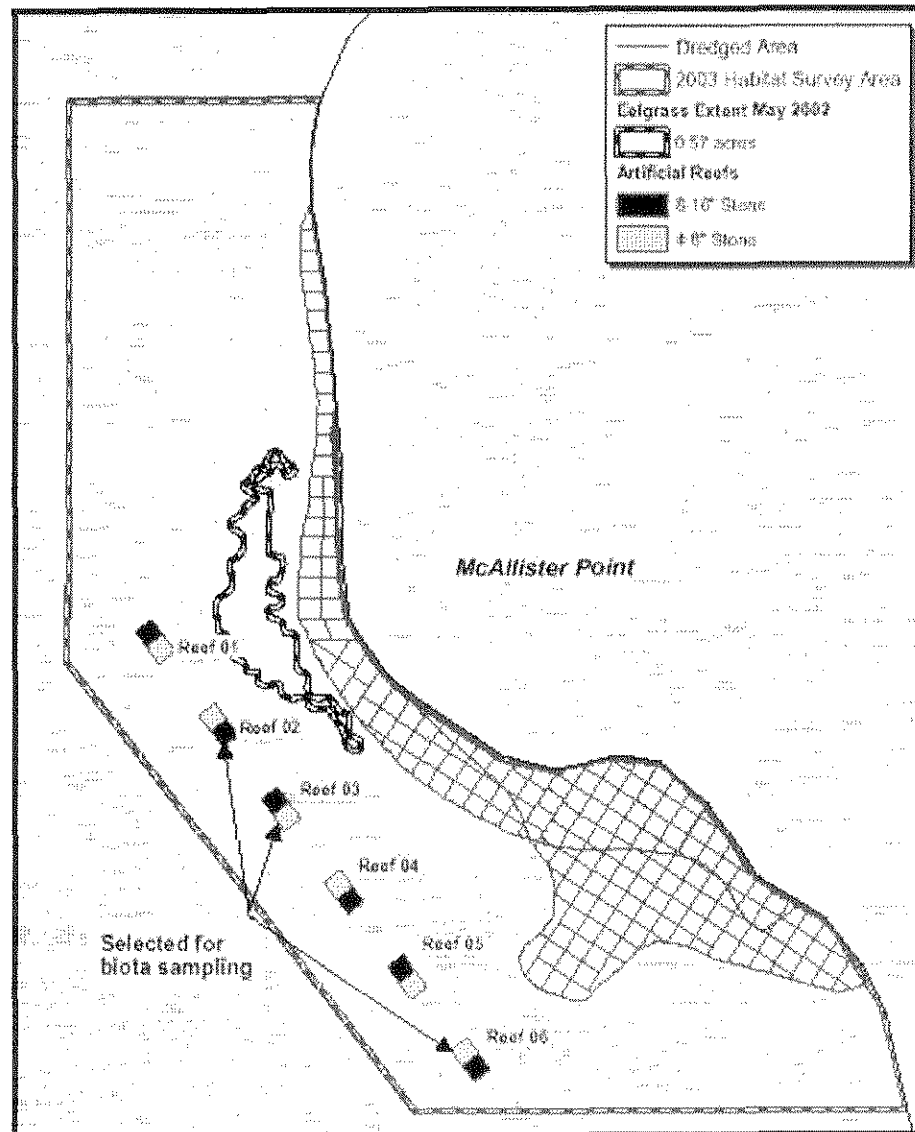 Dredged Area
2003 Habitat Survey Area
Eelgrass Extent May 2002
0.57 acres
Artificial Reefs
Stone
Stone
McAllister Point
Reef 01
Reef 02
Reef 03
Reef 04
Reef 05
Reef 06
Selected for
biota sampling